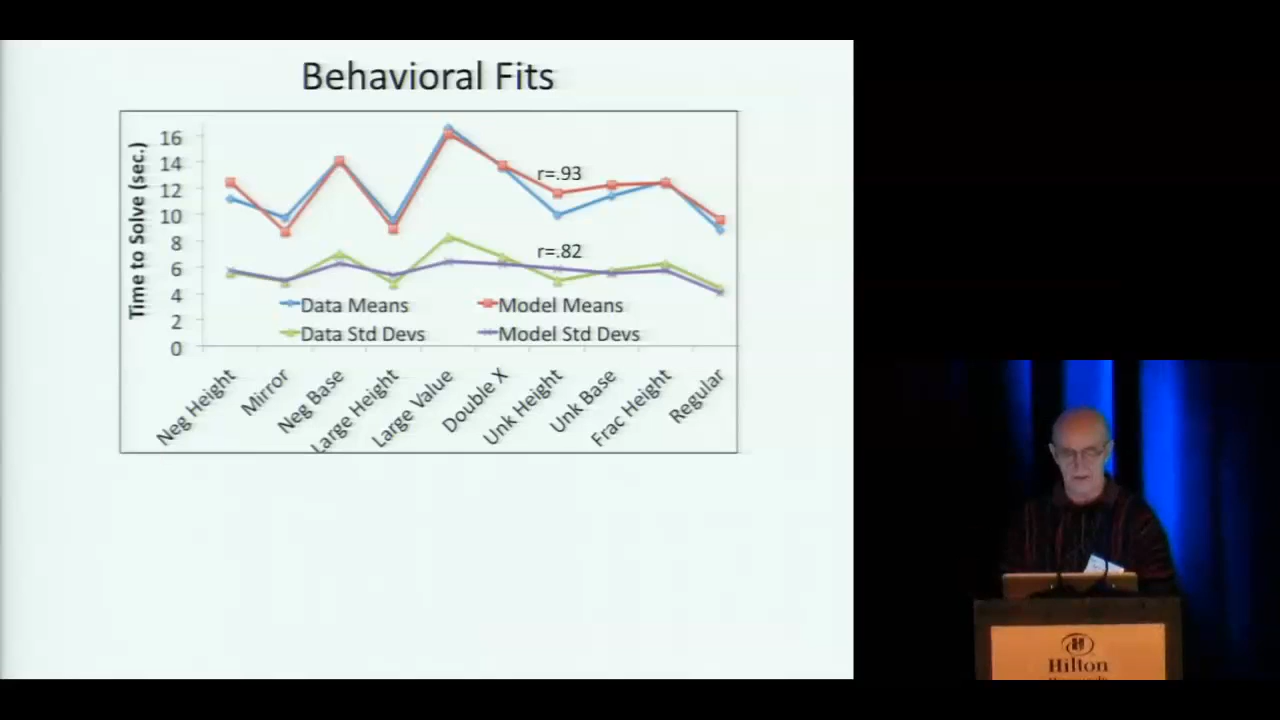 Behavioral Fits
Time to Solve (sec.)
16
14
12
10
8
6
4
2
0
r=.93
r=.82
Data Means
Model Means
Data Std Devs
Model Std Devs
Neg Height
Mirror
Neg Base
Large Height
Large Value
Double X
Unk Height
Unk Base
Frac Height
Regular
Hilton